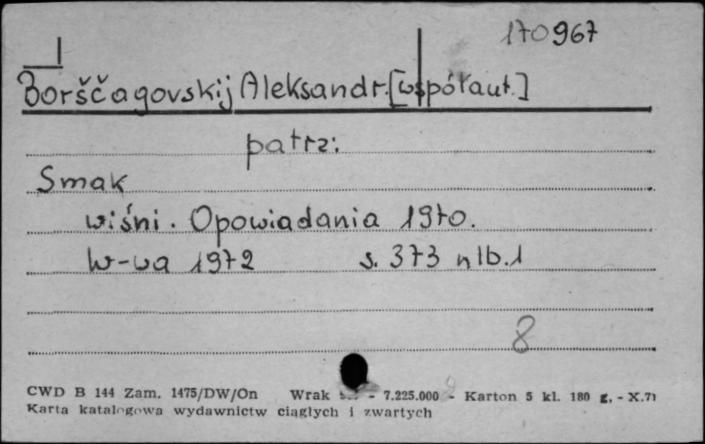 170967
Borščagovskij Aleksandr.[współaut.]
patrz:
Smak
wiśni. Opowiadania 1970.
W-wa 1972 s. 373 nlb.1
8
CWD B 144 Zam. 1475/DW/On Wrak - 7.225.000 - Karton 5 kl. 180 g. - X.71
Karta katalogowa wydawnictw ciągłych i zwartych